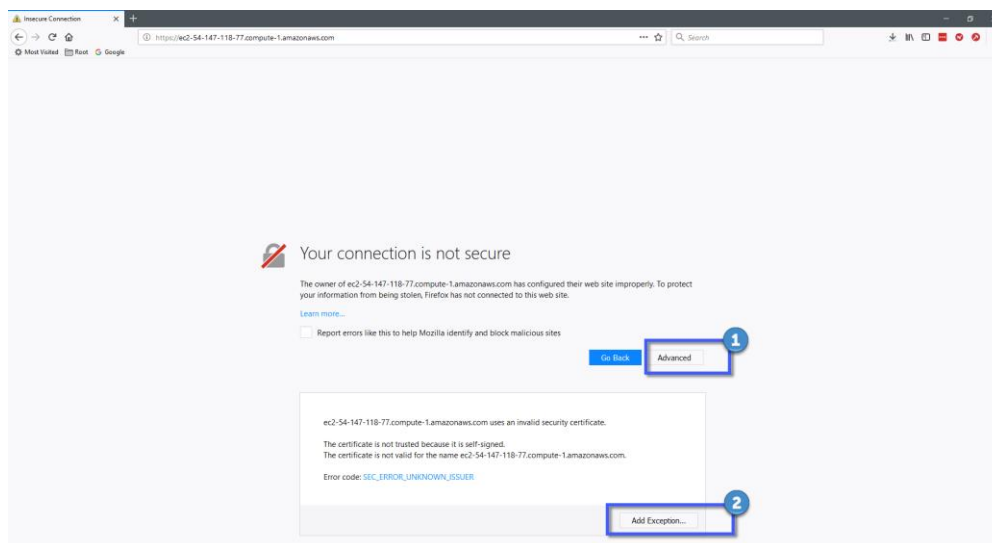 Insecure Connection
https://ec2-54-147-118-77.compute-1.amazonaws.com
Search
Most Visited Root Google
Your connection is not secure
The owner of ec2-54-147-118-77.compute-1.amazonaws.com has configured their web site improperly. To protect
your information from being stolen, Firefox has not connected to this web site.
Learn more...
Report errors like this to help Mozilla identify and block malicious sites
1
Go Back Advanced
ec2-54-147-118-77.compute-1.amazonaws.com uses an invalid security certificate.
The certificate is not trusted because it is self-signed.
The certificate is not valid for the name ec2-54-147-118-77.compute-1.amazonaws.com.
Error code: SEC_ERROR_UNKNOWN_ISSUER
2
Add Exception...